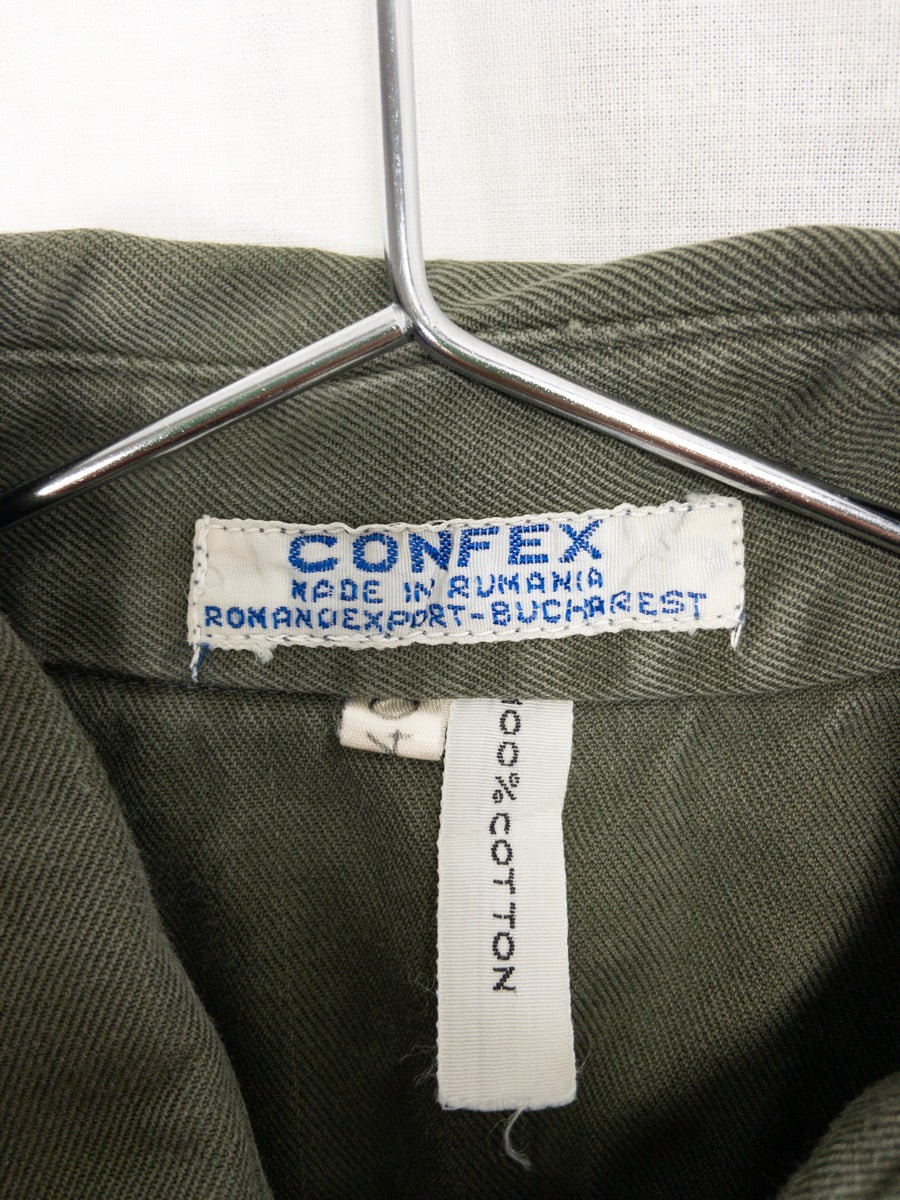 CONFEX
MADE IN RUMANIA
ROMANOEXPORT-BUCHAREST
100% COTTON